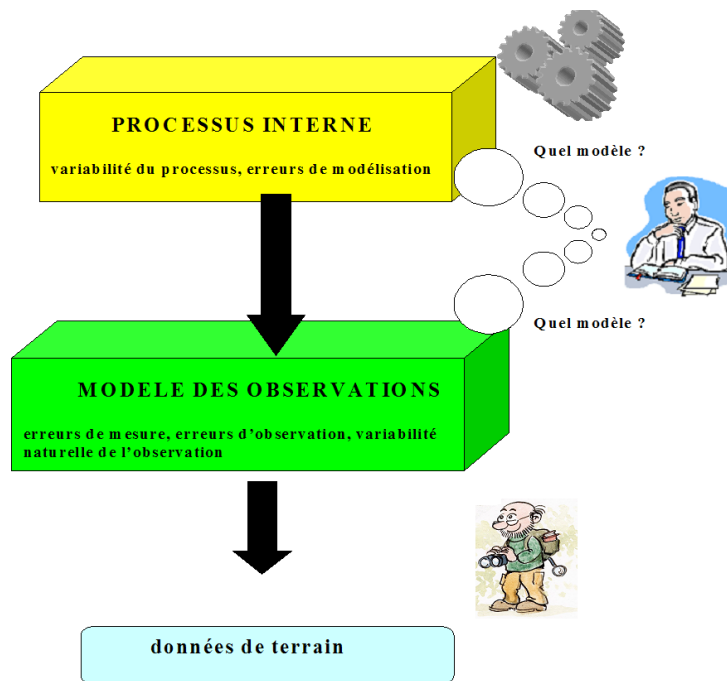 PROCESSUS INTERNE
Quel modèle ?
variabilité du processus, erreurs de modélisation
Quel modèle ?
MODELE DES OBSERVATIONS
erreurs de mesure, erreurs d’observation, variabilité
naturelle de l’observation
données de terrain